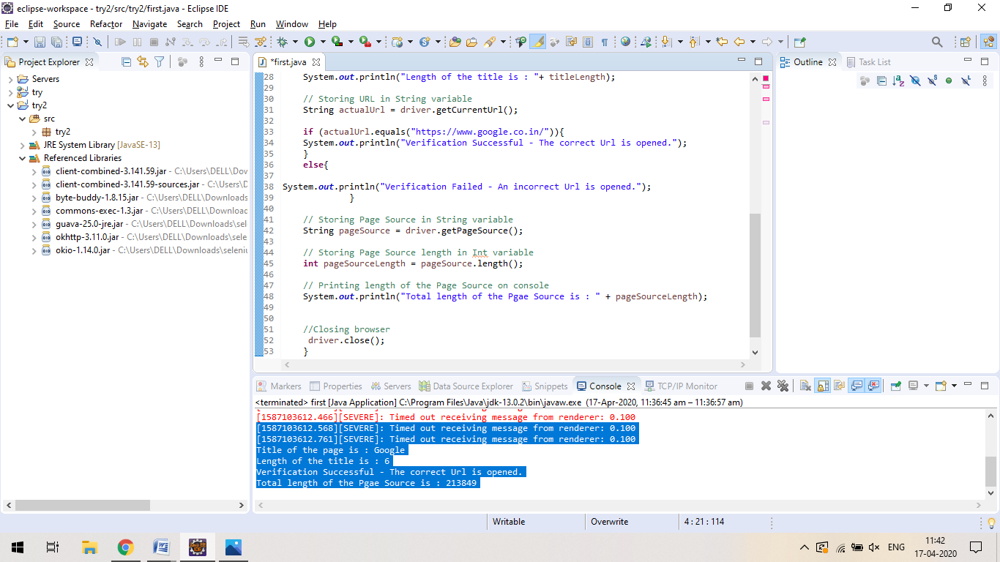 eclipse-workspace - try2/src/try2/first.java - Eclipse IDE
File Edit Source Refactor Navigate Search Project Run Window Help
Project Explorer
Servers
try
try2
src
try2
JRE System Library [JavaSE-13]
Referenced Libraries
client-combined-3.141.59.jar - C:\Users\DELL\Dov
client-combined-3.141.59-sources.jar - C:\Users\D
byte-buddy-1.8.15.jar - C:\Users\DELL\Downloads
commons-exec-1.3.jar - C:\Users\DELL\Downloac
guava-25.0-jre.jar - C:\Users\DELL\Downloads\sel
okhttp-3.11.0.jar - C:\Users\DELL\Downloads\sele
okio-1.14.0.jar - C:\Users\DELL\Downloads\seleniu
*first.java
28 System.out.println("Length of the title is : "+ titleLength);
29
30 // Storing URL in String variable
31 String actualUrl = driver.getCurrentUrl();
32
33 if (actualUrl.equals("https://www.google.co.in/")){
34 System.out.println("Verification Successful - The correct Url is opened.");
35 }
36 else{
37
38 System.out.println("Verification Failed - An incorrect Url is opened.");
39 }
40
41 // Storing Page Source in String variable
42 String pageSource = driver.getPageSource();
43
44 // Storing Page Source length in Int variable
45 int pageSourceLength = pageSource.length();
46
47 // Printing length of the Page Source on console
48 System.out.println("Total length of the Pgae Source is : " + pageSourceLength);
49
50
51 //Closing browser
52 driver.close();
53 }
Outline Task List
Markers Properties Servers Data Source Explorer Snippets Console TCP/IP Monitor
<terminated> first [Java Application] C:\Program Files\Java\jdk-13.0.2\bin\javaw.exe (17-Apr-2020, 11:36:45 am – 11:36:57 am)
[1587103612.466][SEVERE]: Timed out receiving message from renderer: 0.100
[1587103612.568][SEVERE]: Timed out receiving message from renderer: 0.100
[1587103612.761][SEVERE]: Timed out receiving message from renderer: 0.100
Title of the page is : Google
Length of the title is : 6
Verification Successful - The correct Url is opened.
Total length of the Pgae Source is : 213849
Writable Overwrite 4 : 21 : 114
ENG
11:42
17-04-2020